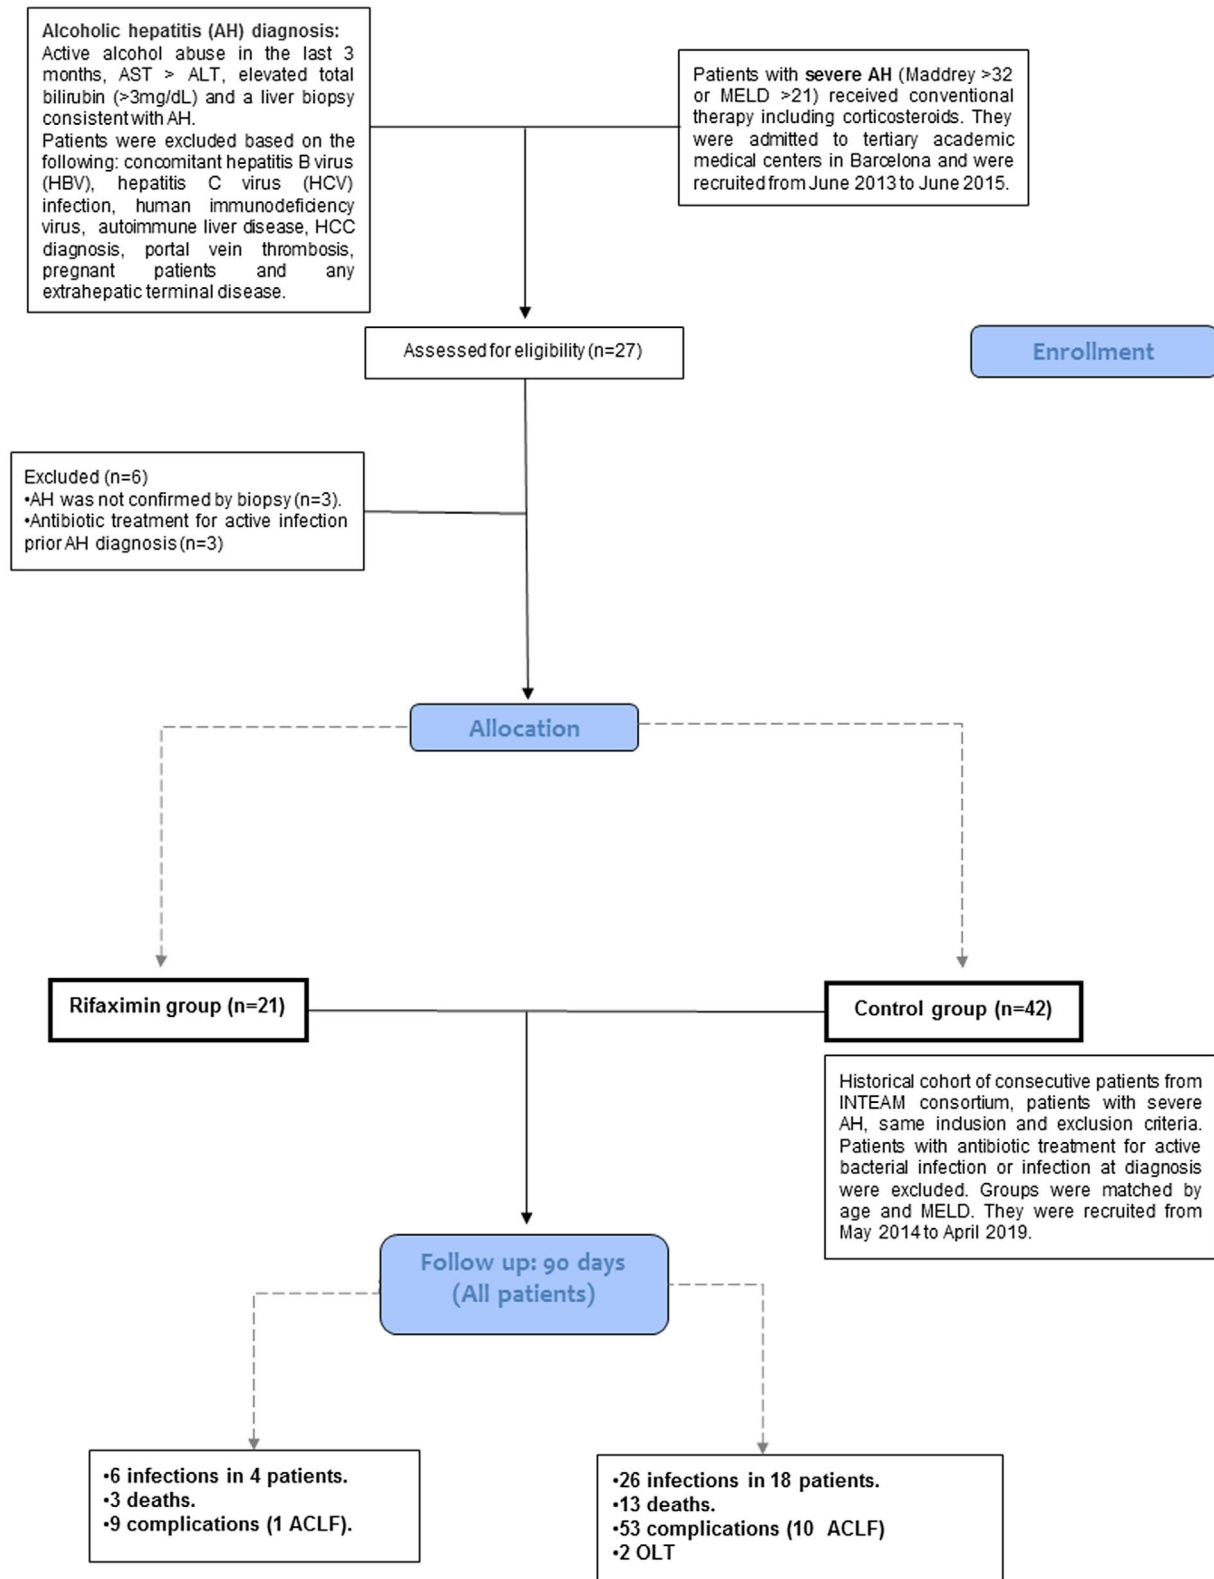 Alcoholic hepatitis (AH) diagnosis:
Active alcohol abuse in the last 3
months, AST > ALT, elevated total
bilirubin (>3mg/dL) and a liver biopsy
consistent with AH.
Patients were excluded based on the
following: concomitant hepatitis B virus
(HBV), hepatitis C virus (HCV)
infection, human immunodeficiency
virus, autoimmune liver disease, HCC
diagnosis, portal vein thrombosis,
pregnant patients and any
extrahepatic terminal disease.
Patients with severe AH (Maddrey >32
or MELD >21) received conventional
therapy including corticosteroids. They
were admitted to tertiary academic
medical centers in Barcelona and were
recruited from June 2013 to June 2015.
Assessed for eligibility (n=27)
Enrollment
Excluded (n=6)
•AH was not confirmed by biopsy (n=3).
•Antibiotic treatment for active infection
prior AH diagnosis (n=3)
Allocation
Rifaximin group (n=21)
Control group (n=42)
Historical cohort of consecutive patients from
INTEAM consortium, patients with severe
AH, same inclusion and exclusion criteria.
Patients with antibiotic treatment for active
bacterial infection or infection at diagnosis
were excluded. Groups were matched by
age and MELD. They were recruited from
May 2014 to April 2019.
Follow up: 90 days
(All patients)
•6 infections in 4 patients.
•3 deaths.
•9 complications (1 ACLF).
•26 infections in 18 patients.
•13 deaths.
•53 complications (10 ACLF)
•2 OLT